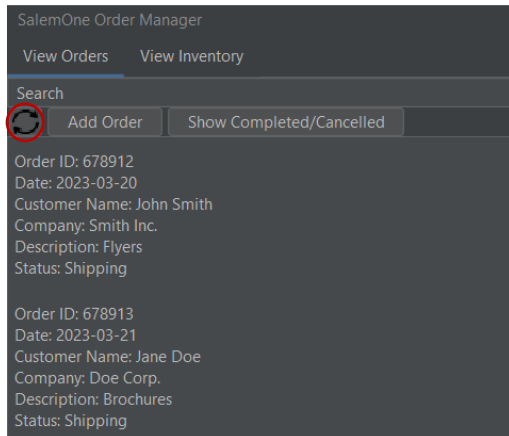 SalemOne Order Manager
View Orders View Inventory
Search
Add Order Show Completed/Cancelled
Order ID: 678912
Date: 2023-03-20
Customer Name: John Smith
Company: Smith Inc.
Description: Flyers
Status: Shipping
Order ID: 678913
Date: 2023-03-21
Customer Name: Jane Doe
Company: Doe Corp.
Description: Brochures
Status: Shipping